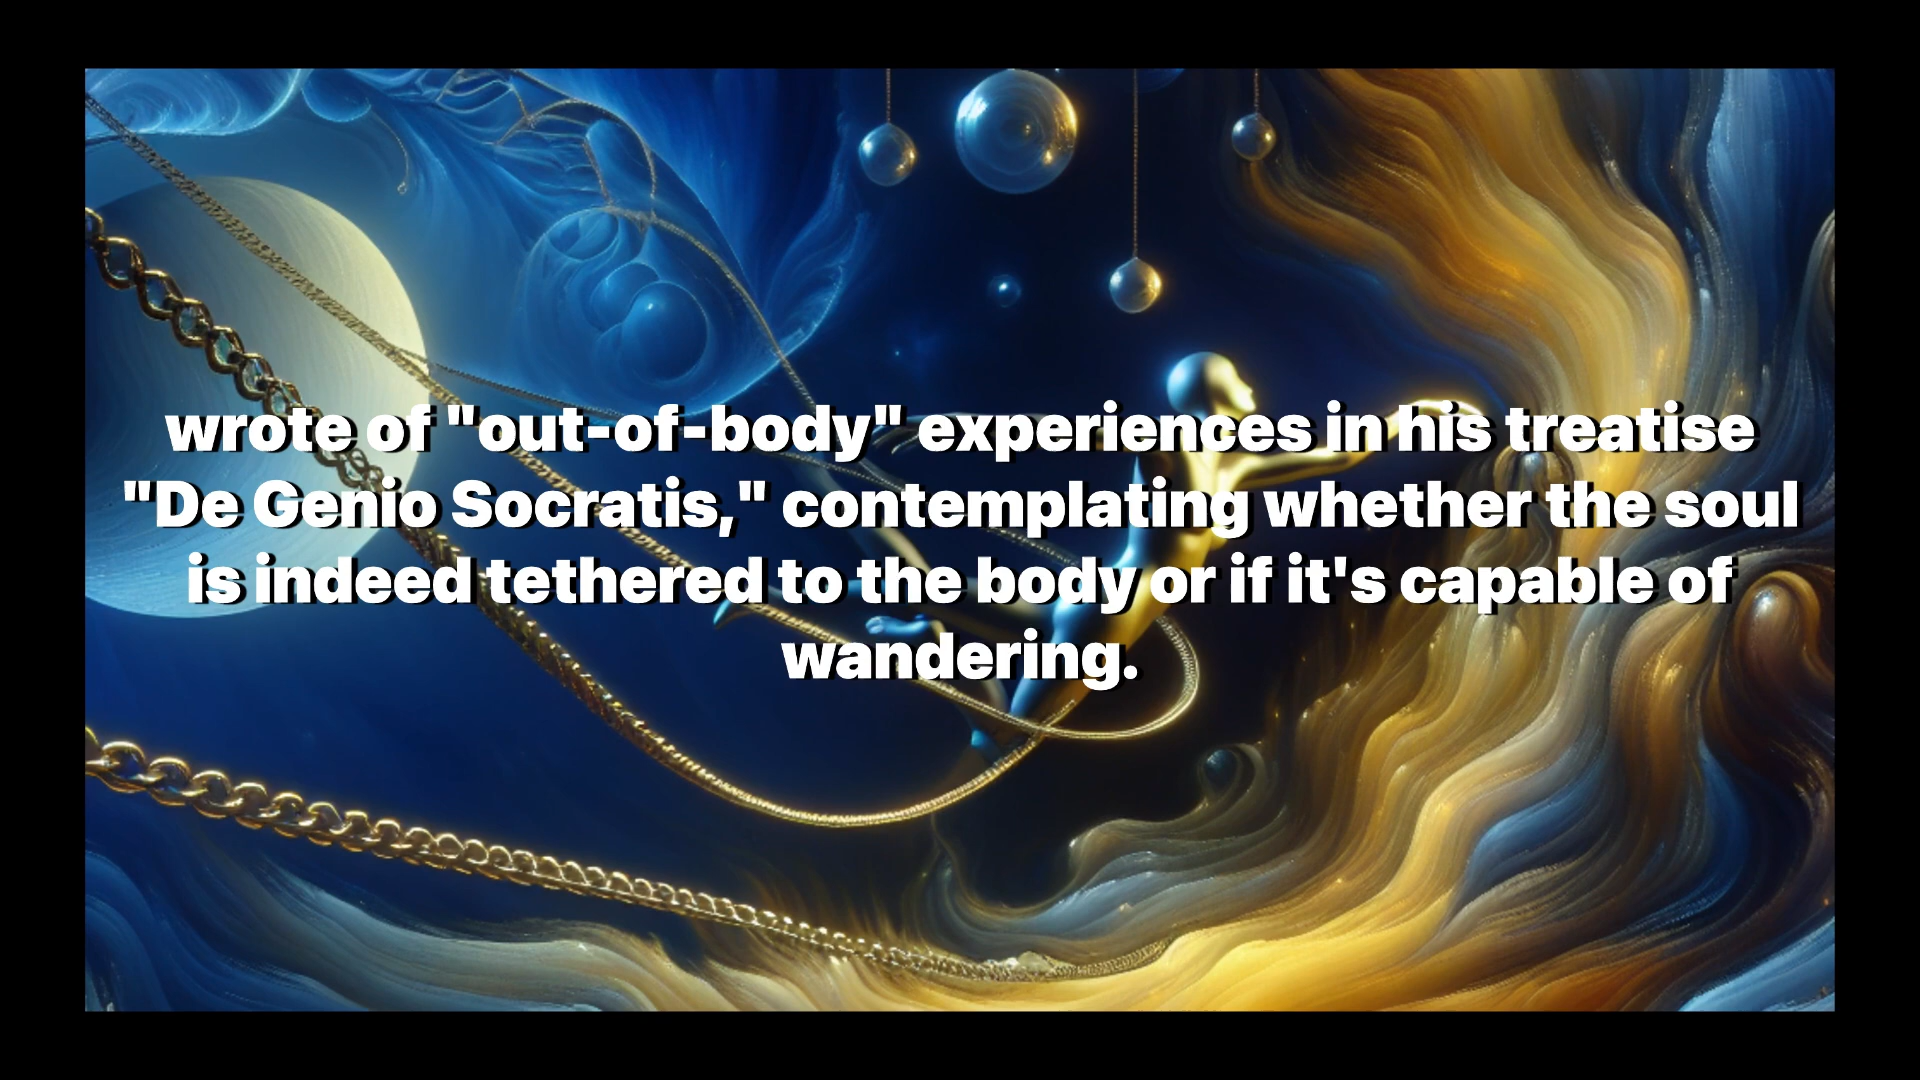 wrote of "out-of-body" experiences in his treatise
"De Genio Socratis," contemplating whether the soul
is indeed tethered to the body or if it's capable of
wandering.